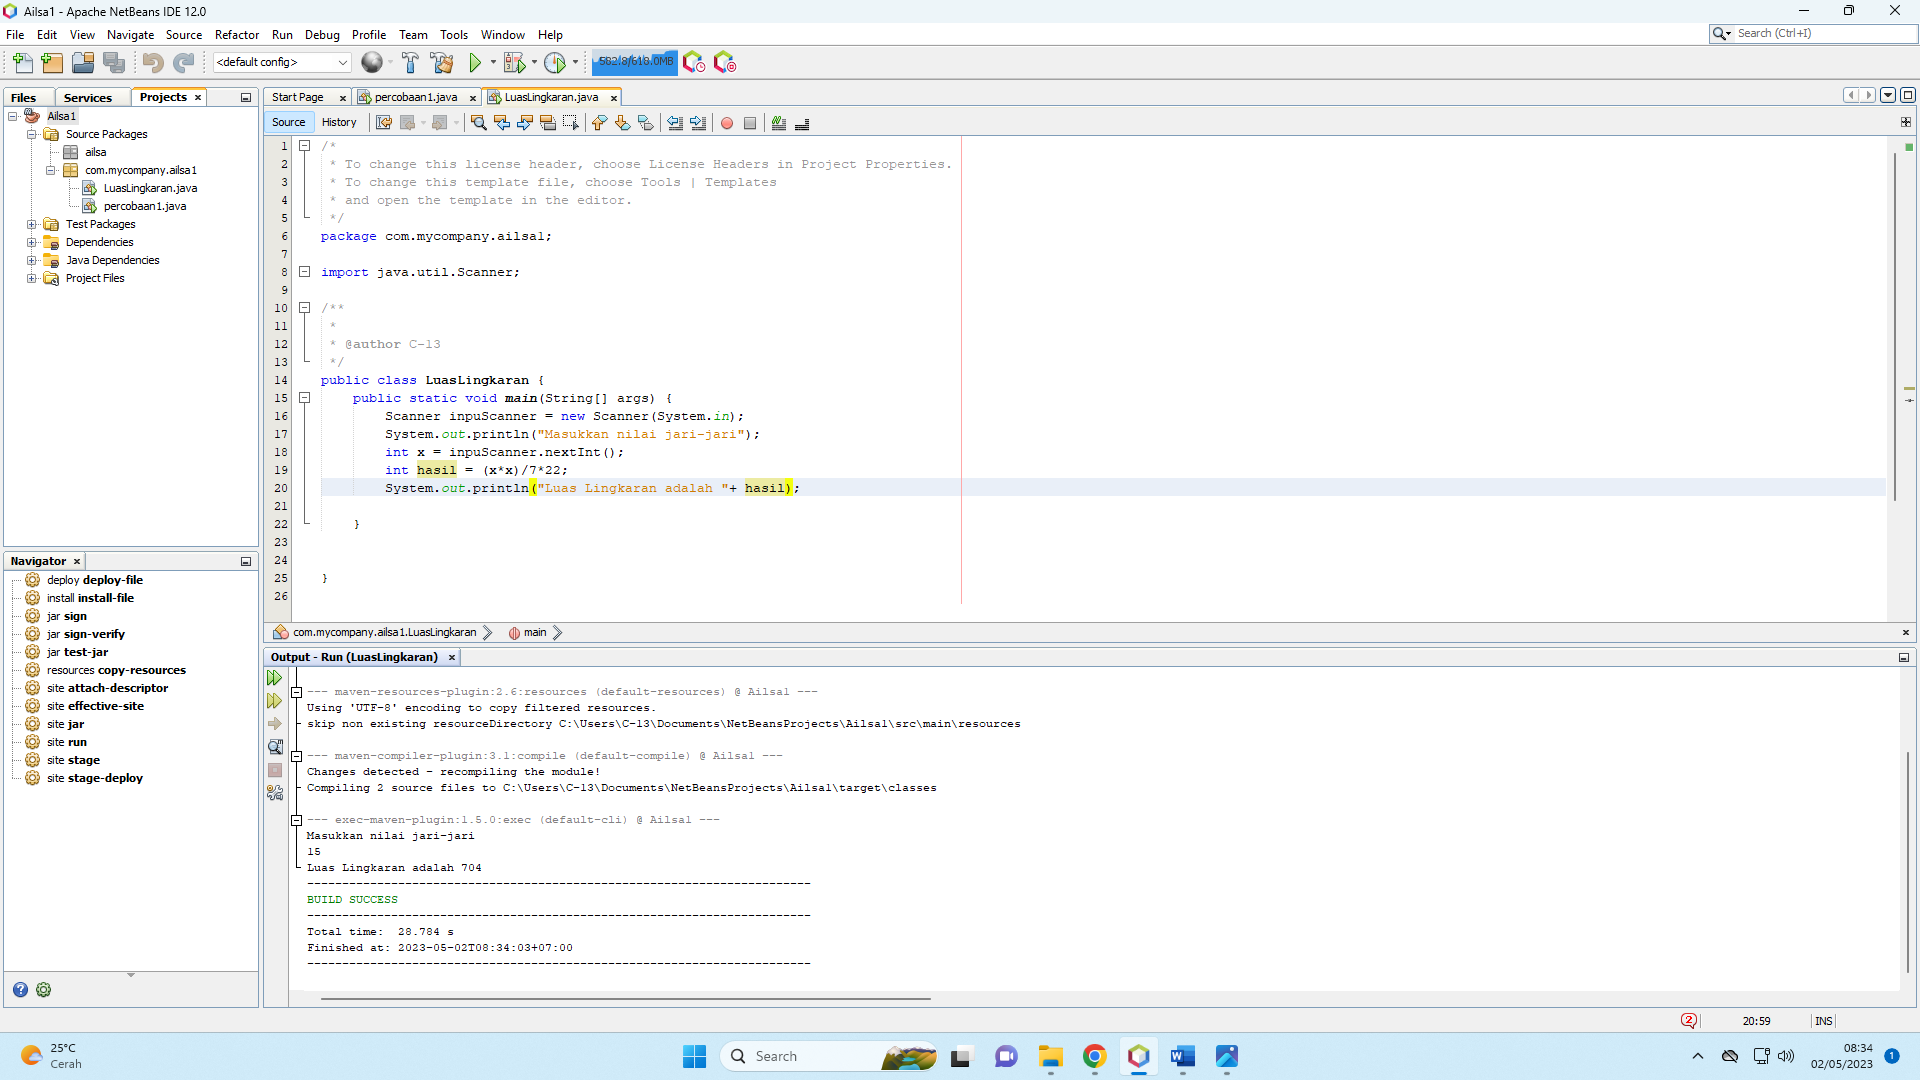 Ailsa1 - Apache NetBeans IDE 12.0
File Edit View Navigate Source Refactor Run Debug Profile Team Tools Window Help
Search (Ctrl+I)
<default config>
582.8/618.0MB
Files Services Projects
Start Page percobaan1.java LuasLingkaran.java
Source History
Ailsa1
Source Packages
ailsa
com.mycompany.ailsa1
LuasLingkaran.java
percobaan1.java
Test Packages
Dependencies
Java Dependencies
Project Files
1 /*
2 * To change this license header, choose License Headers in Project Properties.
3 * To change this template file, choose Tools | Templates
4 * and open the template in the editor.
5 */
6 package com.mycompany.ailsa1;
7
8 import java.util.Scanner;
9
10 /**
11 *
12 * @author C-13
13 */
14 public class LuasLingkaran {
15 public static void main(String[] args) {
16 Scanner inpuScanner = new Scanner(System.in);
17 System.out.println("Masukkan nilai jari-jari");
18 int x = inpuScanner.nextInt();
19 int hasil = (x*x)/7*22;
20 System.out.println("Luas Lingkaran adalah "+ hasil);
21
22 }
23
24
25 }
26
com.mycompany.ailsa1.LuasLingkaran main
Navigator
deploy deploy-file
install install-file
jar sign
jar sign-verify
jar test-jar
resources copy-resources
site attach-descriptor
site effective-site
site jar
site run
site stage
site stage-deploy
Output - Run (LuasLingkaran)
--- maven-resources-plugin:2.6:resources (default-resources) @ Ailsa1 ---
Using 'UTF-8' encoding to copy filtered resources.
skip non existing resourceDirectory C:\Users\C-13\Documents\NetBeansProjects\Ailsa1\src\main\resources
--- maven-compiler-plugin:3.1:compile (default-compile) @ Ailsa1 ---
Changes detected - recompiling the module!
Compiling 2 source files to C:\Users\C-13\Documents\NetBeansProjects\Ailsa1\target\classes
--- exec-maven-plugin:1.5.0:exec (default-cli) @ Ailsa1 ---
Masukkan nilai jari-jari
15
Luas Lingkaran adalah 704
------------------------------------------------------------------------
BUILD SUCCESS
------------------------------------------------------------------------
Total time:  28.784 s
Finished at: 2023-05-02T08:34:03+07:00
------------------------------------------------------------------------
2 20:59 INS
25°C
Cerah
Search
08:34
02/05/2023
1